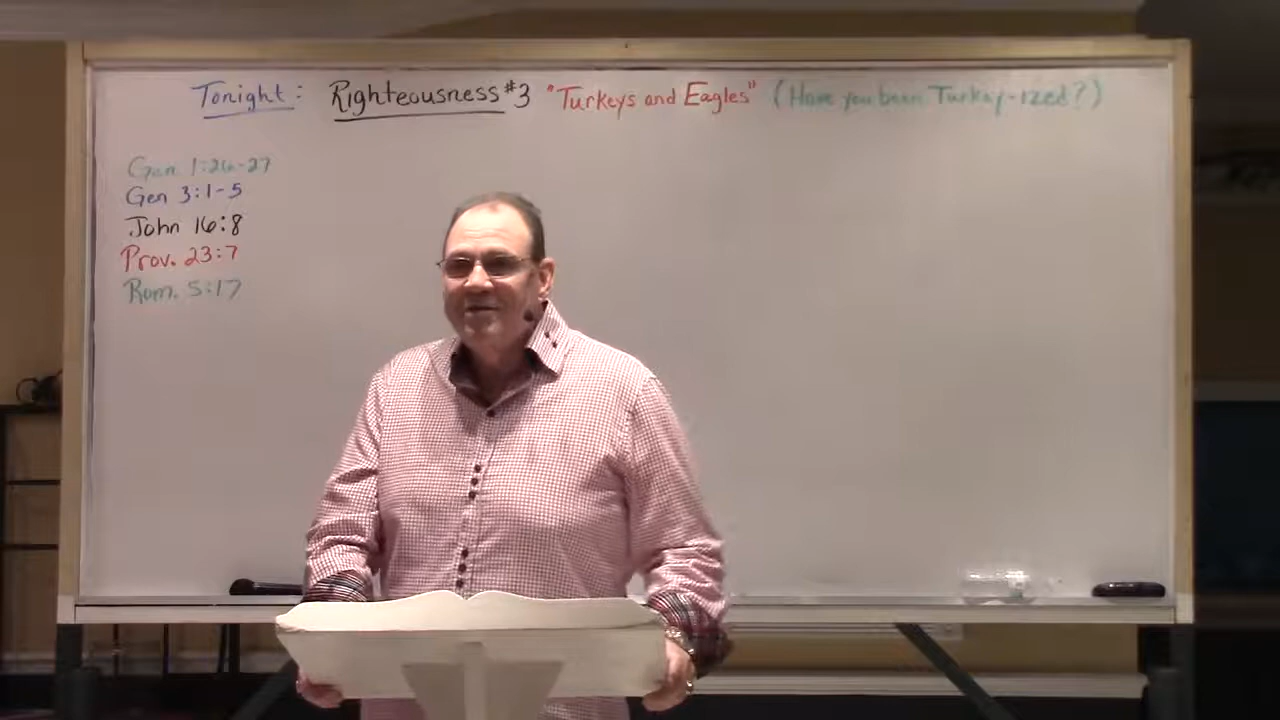 Tonight: Righteousness #3 "Turkeys and Eagles" (Have you been Turkey-ized?)
Gen 1:26-27
Gen 3:1-5
John 16:8
Prov. 23:7
Rom. 5:17